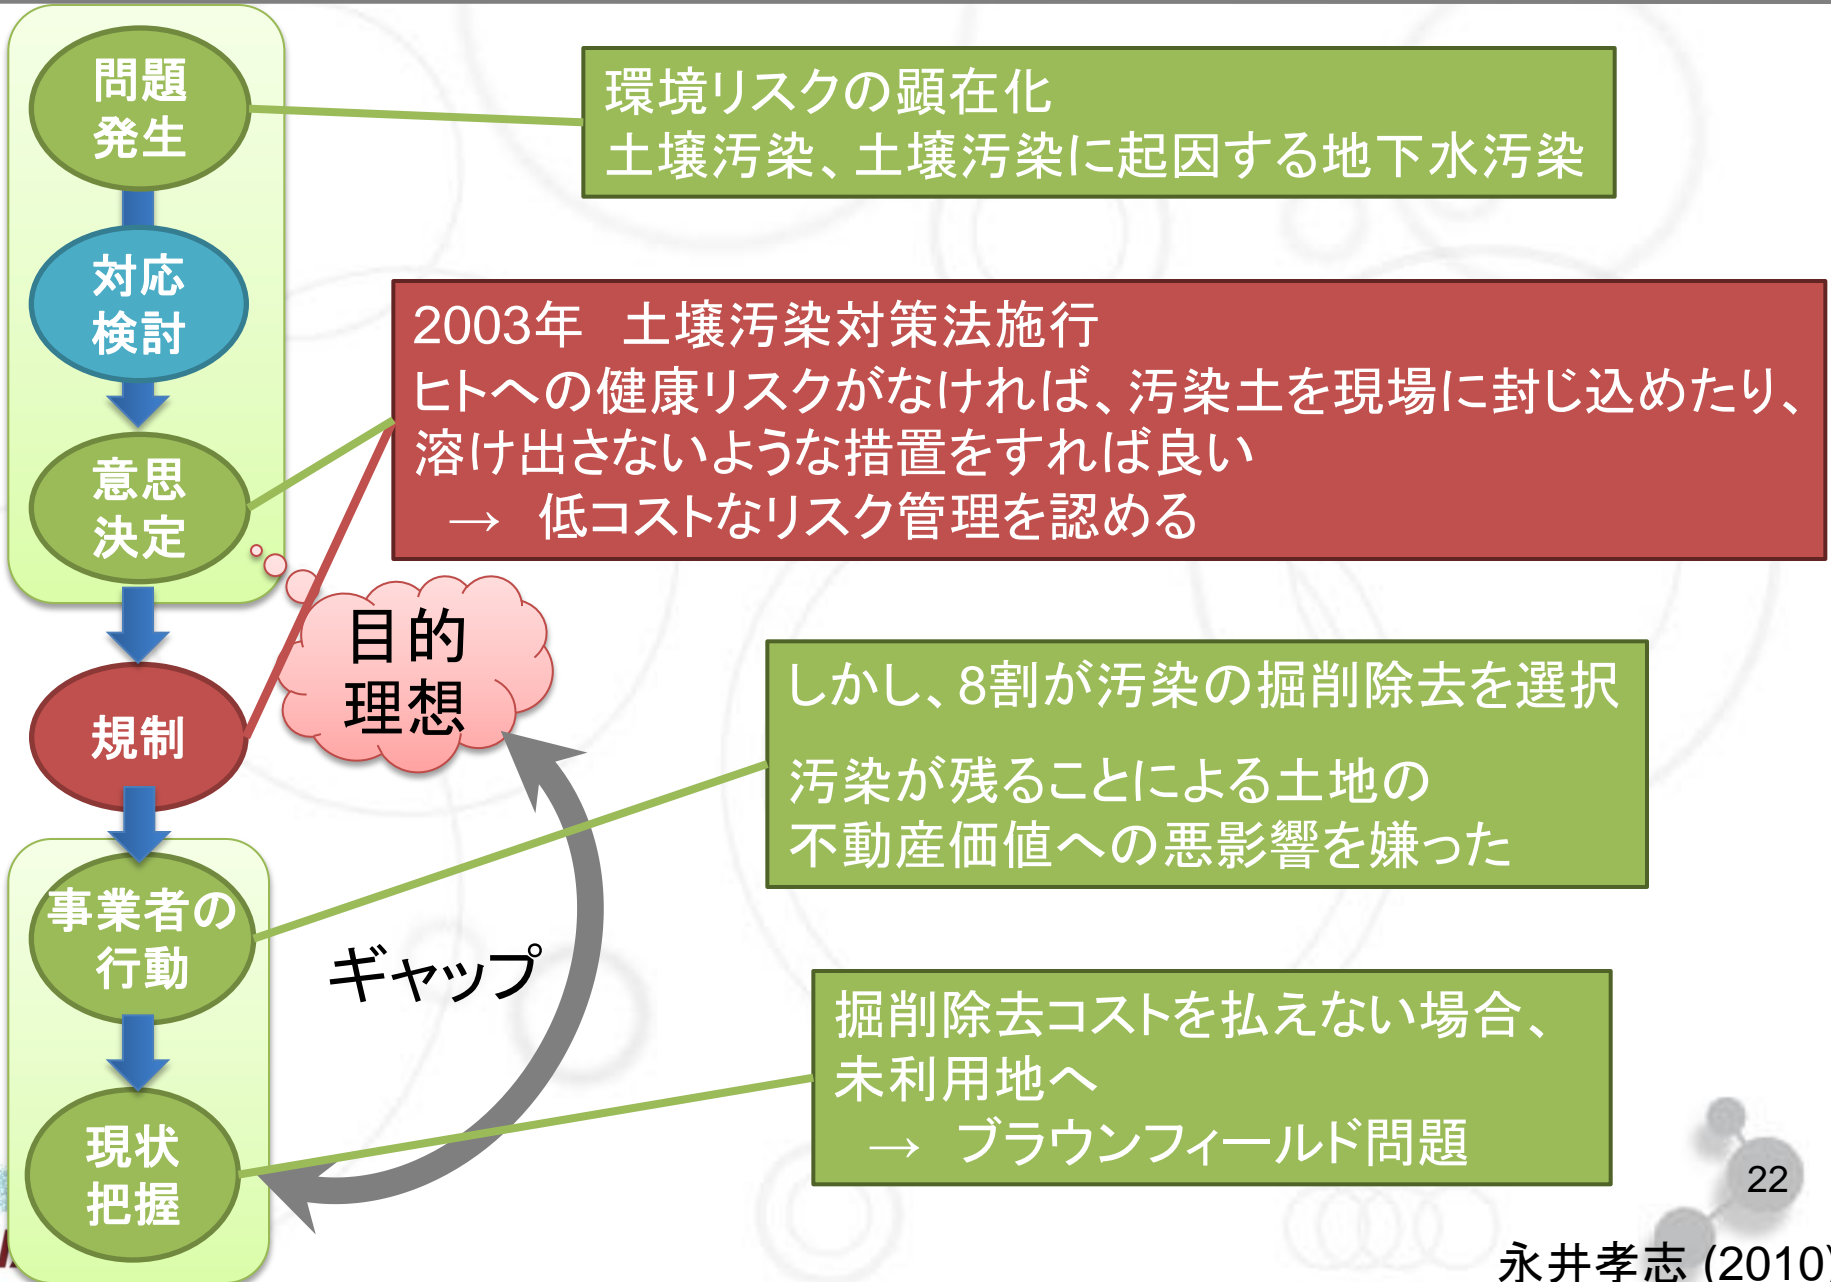 問題
発生
環境リスクの顕在化
土壌汚染、土壌汚染に起因する地下水汚染
対応
検討
2003年　土壌汚染対策法施行
ヒトへの健康リスクがなければ、汚染土を現場に封じ込めたり、
溶け出さないような措置をすれば良い
→　低コストなリスク管理を認める
意思
決定
目的
理想
規制
しかし、8割が汚染の掘削除去を選択
汚染が残ることによる土地の
不動産価値への悪影響を嫌った
事業者の
行動
ギャップ
掘削除去コストを払えない場合、
未利用地へ
→　ブラウンフィールド問題
現状
把握
22
永井孝志 (2010)